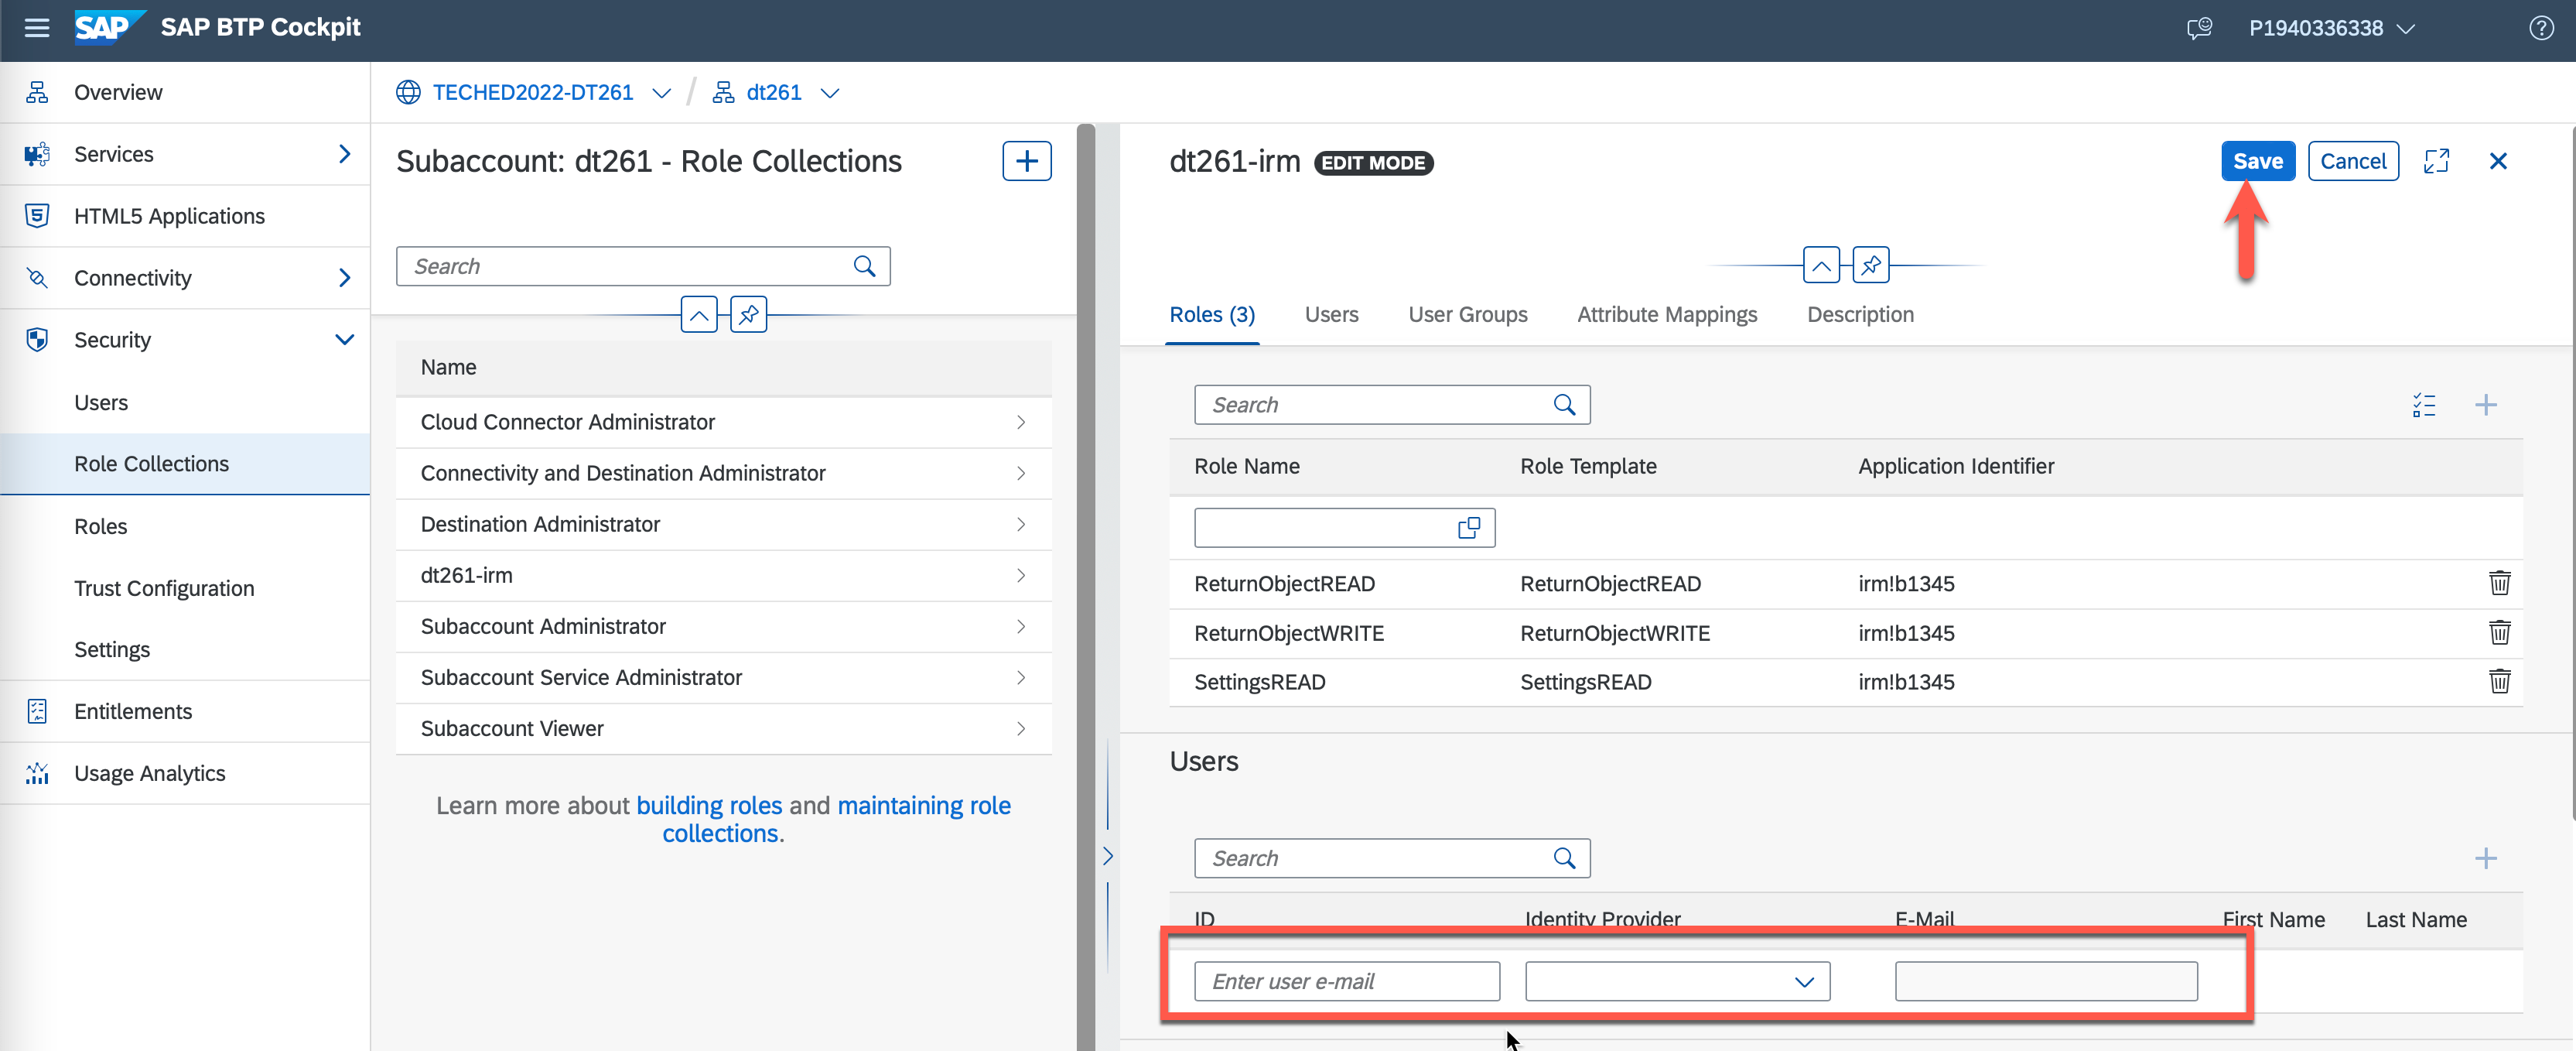 SAP SAP BTP Cockpit
P1940336338
Overview
Services
HTML5 Applications
Connectivity
Security
Users
Role Collections
Roles
Trust Configuration
Settings
Entitlements
Usage Analytics
TECHED2022-DT261 / dt261
Subaccount: dt261 - Role Collections
Search
Name
Cloud Connector Administrator
Connectivity and Destination Administrator
Destination Administrator
dt261-irm
Subaccount Administrator
Subaccount Service Administrator
Subaccount Viewer
Learn more about building roles and maintaining role
collections.
dt261-irm EDIT MODE
Save Cancel
Roles (3) Users User Groups Attribute Mappings Description
Search
Role Name Role Template Application Identifier
ReturnObjectREAD ReturnObjectREAD irm!b1345
ReturnObjectWRITE ReturnObjectWRITE irm!b1345
SettingsREAD SettingsREAD irm!b1345
Users
Search
ID Identity Provider E-Mail First Name Last Name
Enter user e-mail